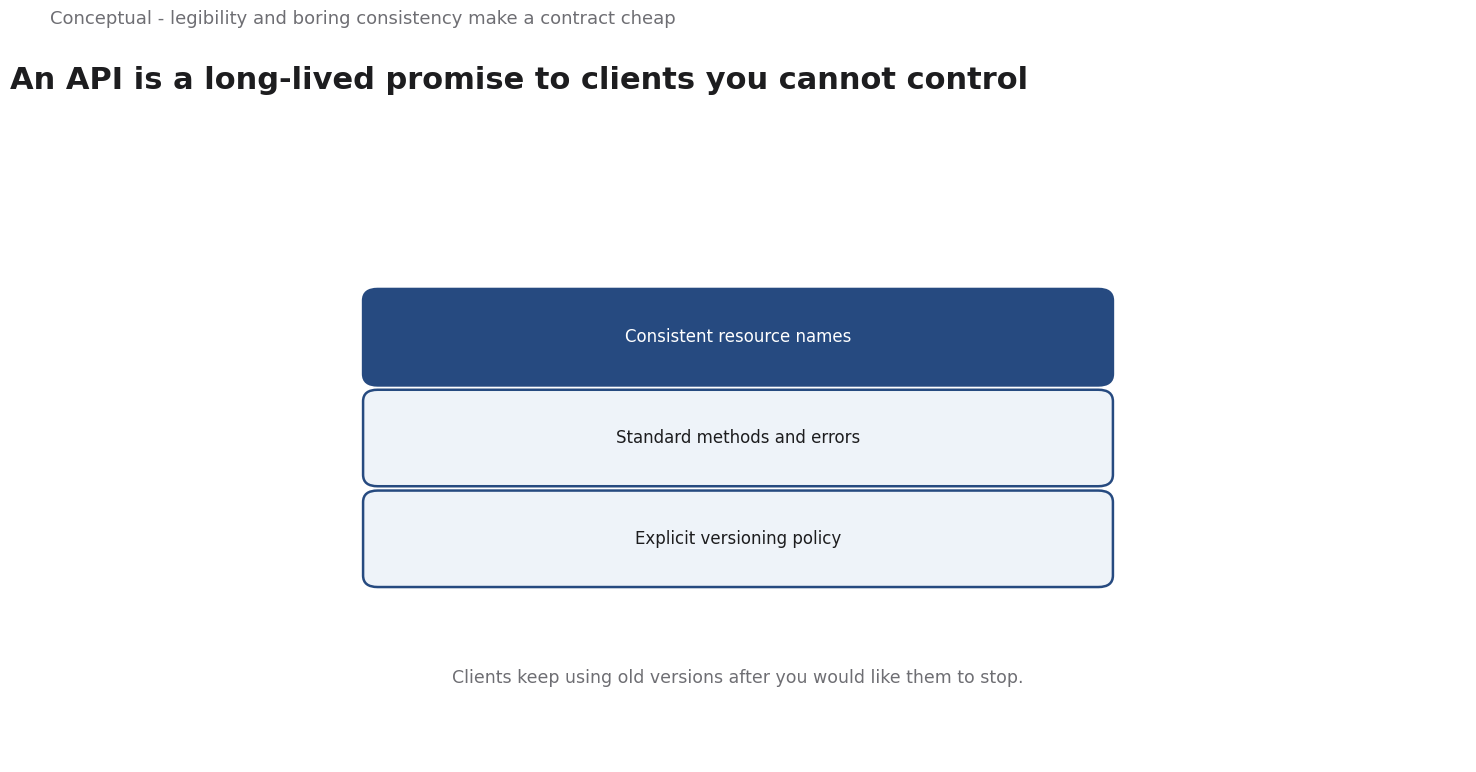 Conceptual - legibility and boring consistency make a contract cheap
An API is a long-lived promise to clients you cannot control
Consistent resource names
Standard methods and errors
Explicit versioning policy
Clients keep using old versions after you would like them to stop.